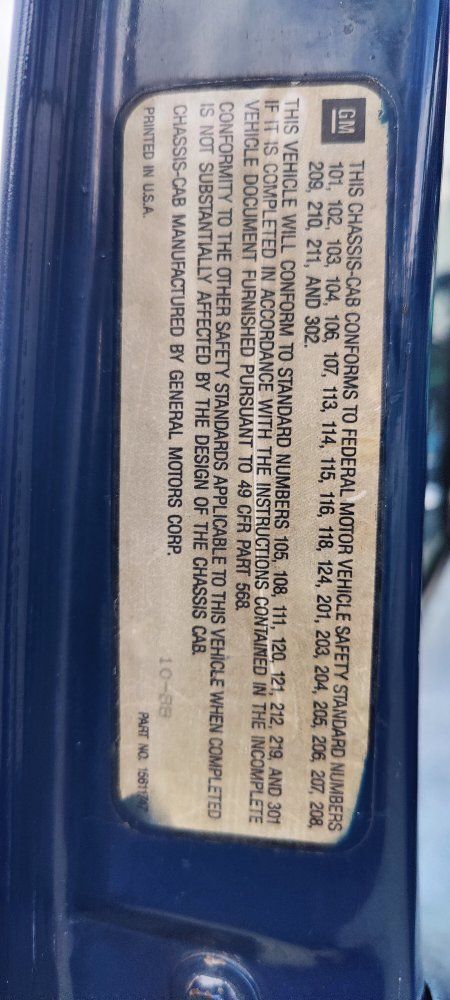 GM
THIS CHASSIS-CAB CONFORMS TO FEDERAL MOTOR VEHICLE SAFETY STANDARD NUMBERS
101, 102, 103, 104, 106, 107, 113, 114, 115, 116, 118, 124, 201, 203, 204, 205, 206, 207, 208,
209, 210, 211, AND 302.
THIS VEHICLE WILL CONFORM TO STANDARD NUMBERS 105, 108, 111, 120, 121, 212, 219, AND 301
IF IT IS COMPLETED IN ACCORDANCE WITH THE INSTRUCTIONS CONTAINED IN THE INCOMPLETE
VEHICLE DOCUMENT FURNISHED PURSUANT TO 49 CFR PART 568.
CONFORMITY TO THE OTHER SAFETY STANDARDS APPLICABLE TO THIS VEHICLE WHEN COMPLETED
IS NOT SUBSTANTIALLY AFFECTED BY THE DESIGN OF THE CHASSIS CAB.
CHASSIS-CAB MANUFACTURED BY GENERAL MOTORS CORP.
10-88
PRINTED IN U.S.A.
PART NO.